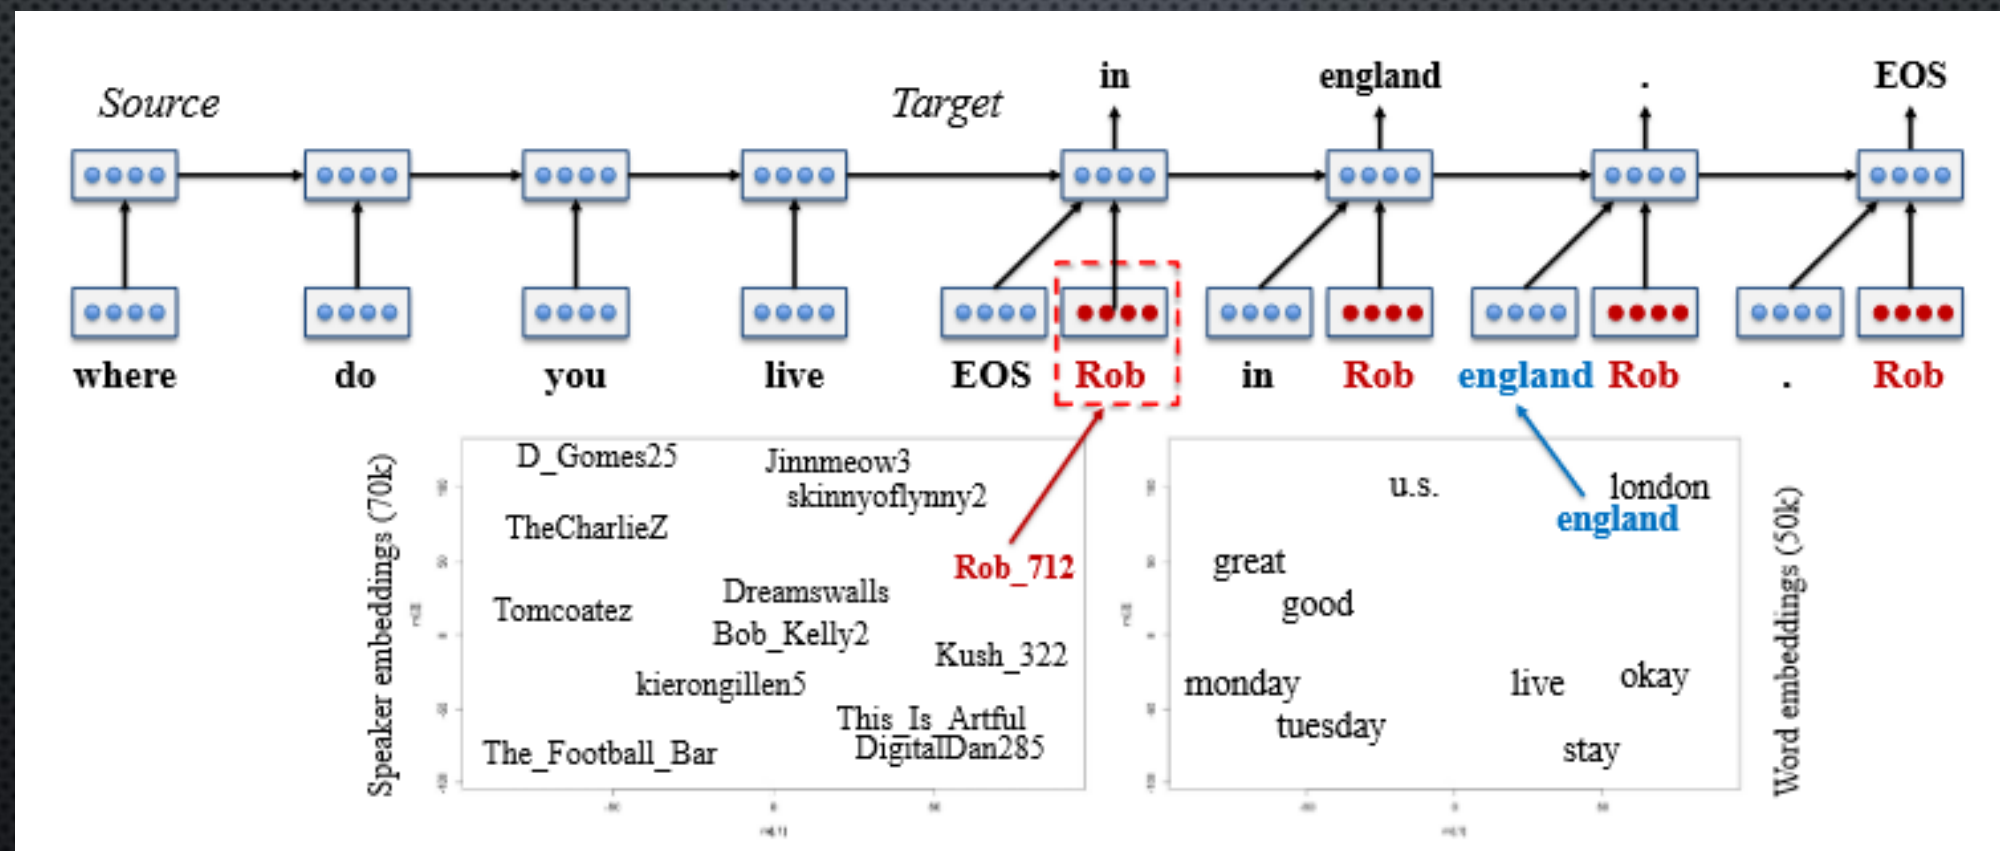 Source
Target
in england . EOS
where do you live EOS Rob in Rob england Rob . Rob
Speaker embeddings (70k)
D_Gomes25
Jinnmeow3
skinnyoflynny2
TheCharlieZ
Rob_712
Dreamswalls
Tomcoatez
Bob_Kelly2
Kush_322
kierongillen5
This_Is_Artful
DigitalDan285
The_Football_Bar
u.s.
london
england
great
good
monday
live
okay
tuesday
stay
Word embeddings (50k)